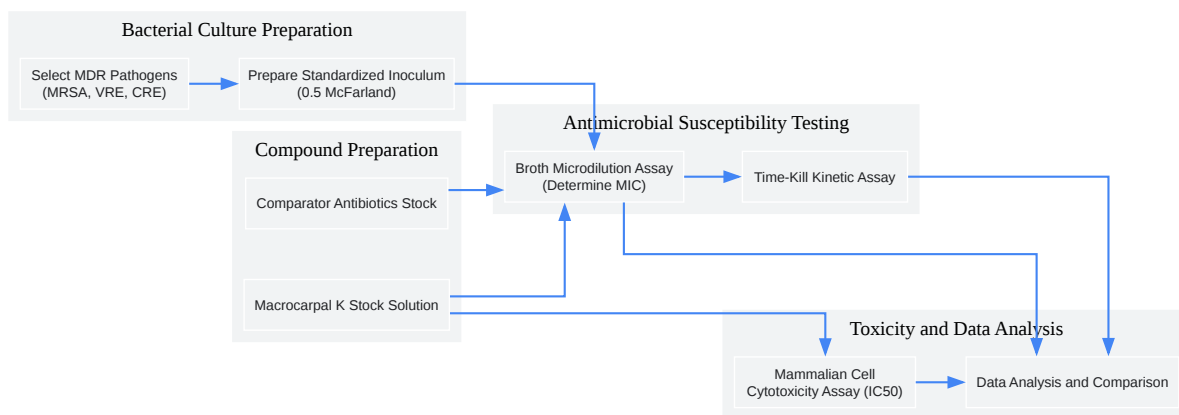 Bacterial Culture Preparation
Select MDR Pathogens
(MRSA, VRE, CRE)
Prepare Standardized Inoculum
(0.5 McFarland)
Antimicrobial Susceptibility Testing
Compound Preparation
Broth Microdilution Assay
(Determine MIC)
Time-Kill Kinetic Assay
Comparator Antibiotics Stock
Macrocarpal K Stock Solution
Toxicity and Data Analysis
Mammalian Cell
Cytotoxicity Assay (IC50)
Data Analysis and Comparison